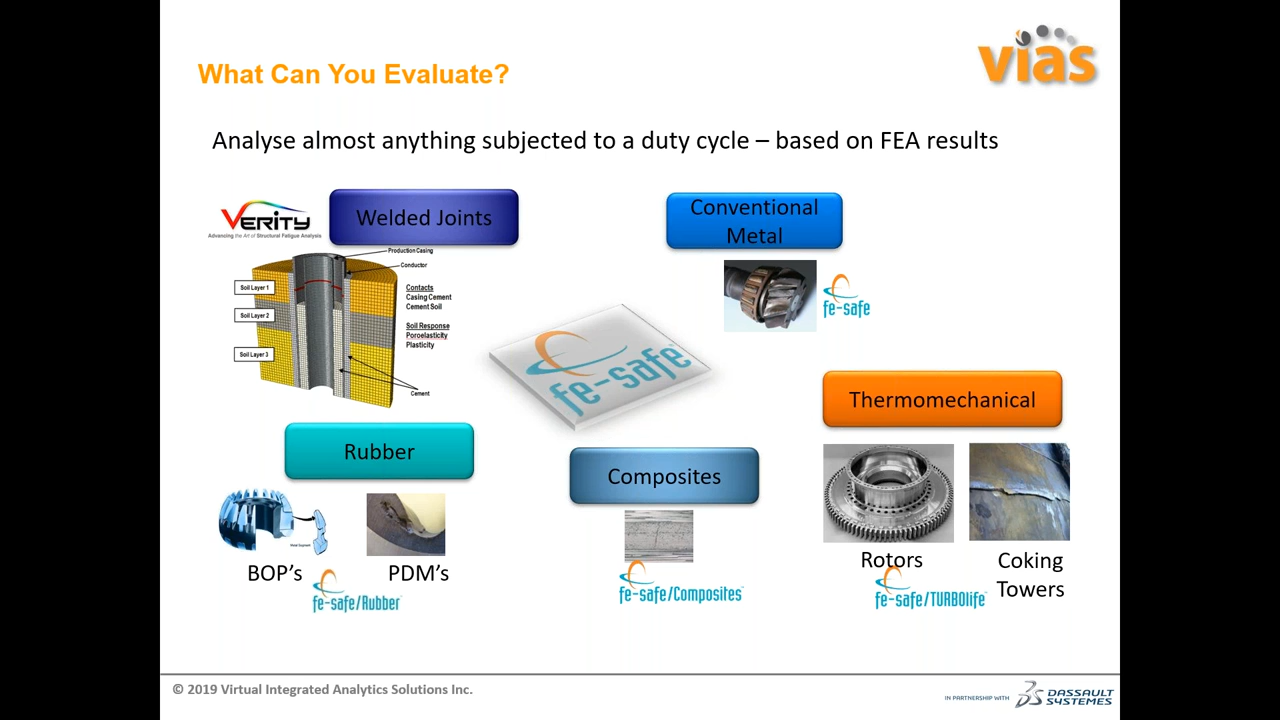 What Can You Evaluate?
vias
Analyse almost anything subjected to a duty cycle – based on FEA results
VERITY
Advancing the Art of Structural Fatigue Analysis
Welded Joints
Conventional
Metal
Production Casing
Conductor
Soil Layer 1
Soil Layer 2
Soil Layer 3
Contacts
Casing Cement
Cement Soil
Soil Response
Poroelasticity
Plasticity
Cement
fe-safe
fe-safe
Thermomechanical
Rubber
Composites
BOP's
PDM's
fe-safe/Rubber™
fe-safe/Composites™
Rotors
Coking
Towers
fe-safe/TURBOlife™
© 2019 Virtual Integrated Analytics Solutions Inc.
IN PARTNERSHIP WITH
DASSAULT
SYSTEMES